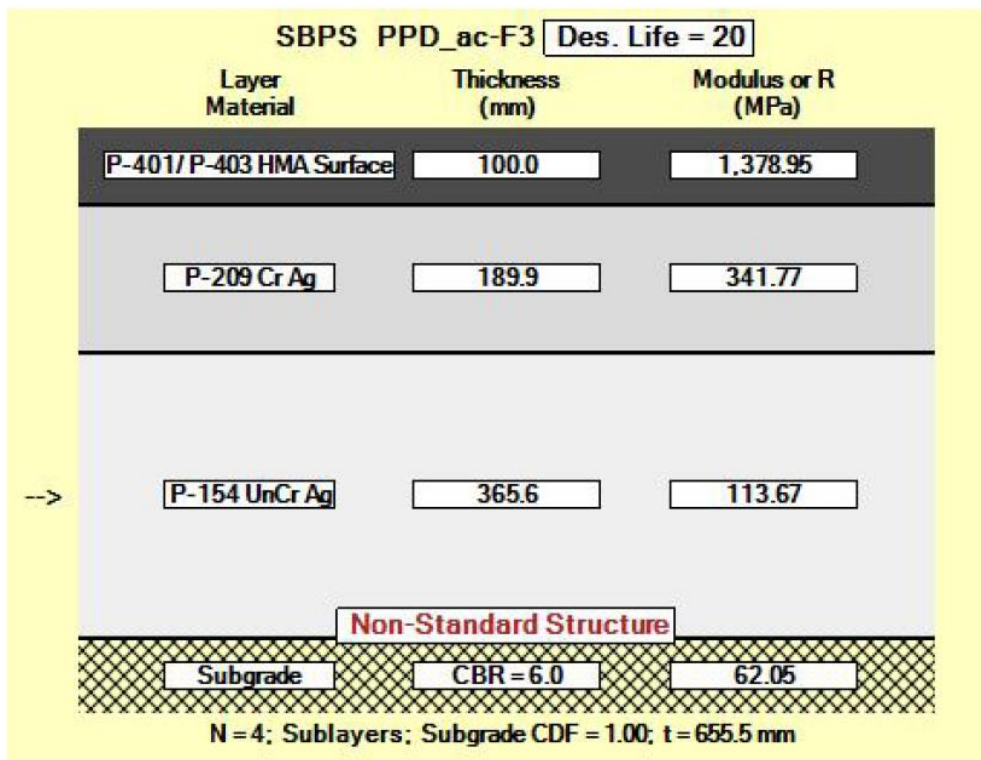 SBPS PPD_ac-F3 Des. Life = 20
Layer Material Thickness (mm) Modulus or R (MPa)
P-401/ P-403 HMA Surface 100.0 1,378.95
P-209 Cr Ag 189.9 341.77
--> P-154 UnCr Ag 365.6 113.67
Non-Standard Structure
Subgrade CBR = 6.0 62.05
N = 4; Sublayers; Subgrade CDF = 1.00; t = 655.5 mm